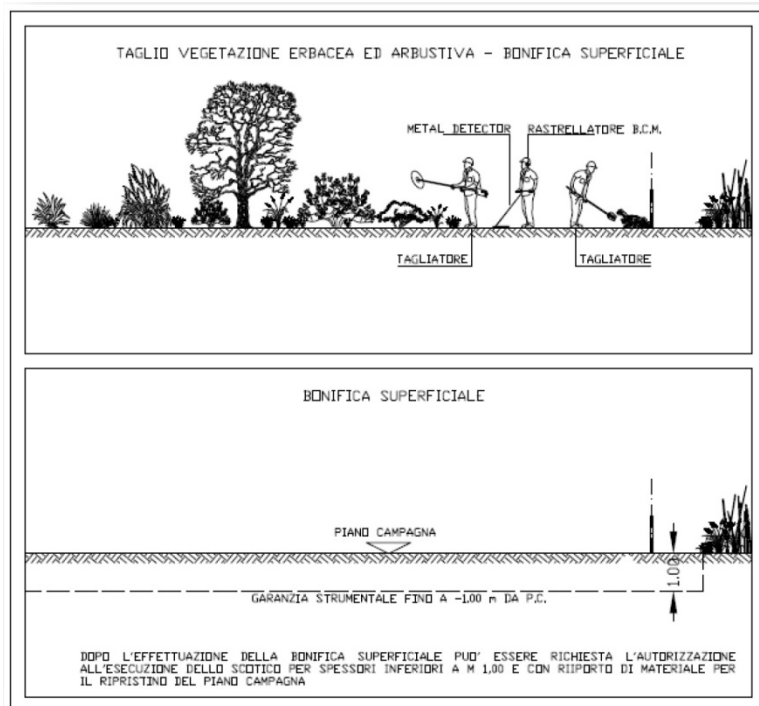 TAGLIO VEGETAZIONE ERBACEA ED ARBUSTIVA - BONIFICA SUPERFICIALE
METAL DETECTOR
RASTRELLATORE B.C.M.
TAGLIATORE
TAGLIATORE
BONIFICA SUPERFICIALE
PIANO CAMPAGNA
1.00
GARANZIA STRUMENTALE FINO A -1,00 m DA P.C.
DOPO L'EFFETTUAZIONE DELLA BONIFICA SUPERFICIALE PUO' ESSERE RICHIESTA L'AUTORIZZAZIONE
ALL'ESECUZIONE DELLO SCOTICO PER SPESSORI INFERIORI A M 1,00 E CON RIIPORTO DI MATERIALE PER
IL RIPRISTINO DEL PIANO CAMPAGNA